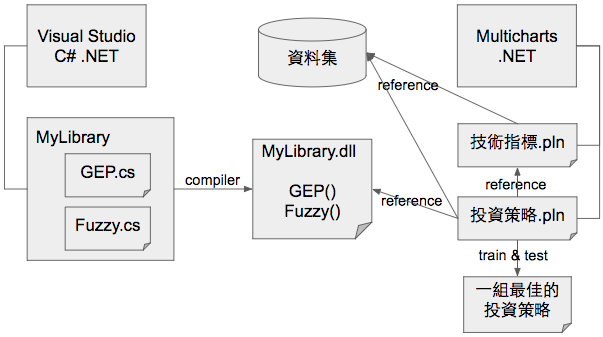 Visual Studio
C# .NET
資料集
Multicharts
.NET
reference
MyLibrary
GEP.cs
Fuzzy.cs
compiler
MyLibrary.dll
GEP()
Fuzzy()
reference
技術指標.pln
reference
投資策略.pln
train & test
一組最佳的
投資策略